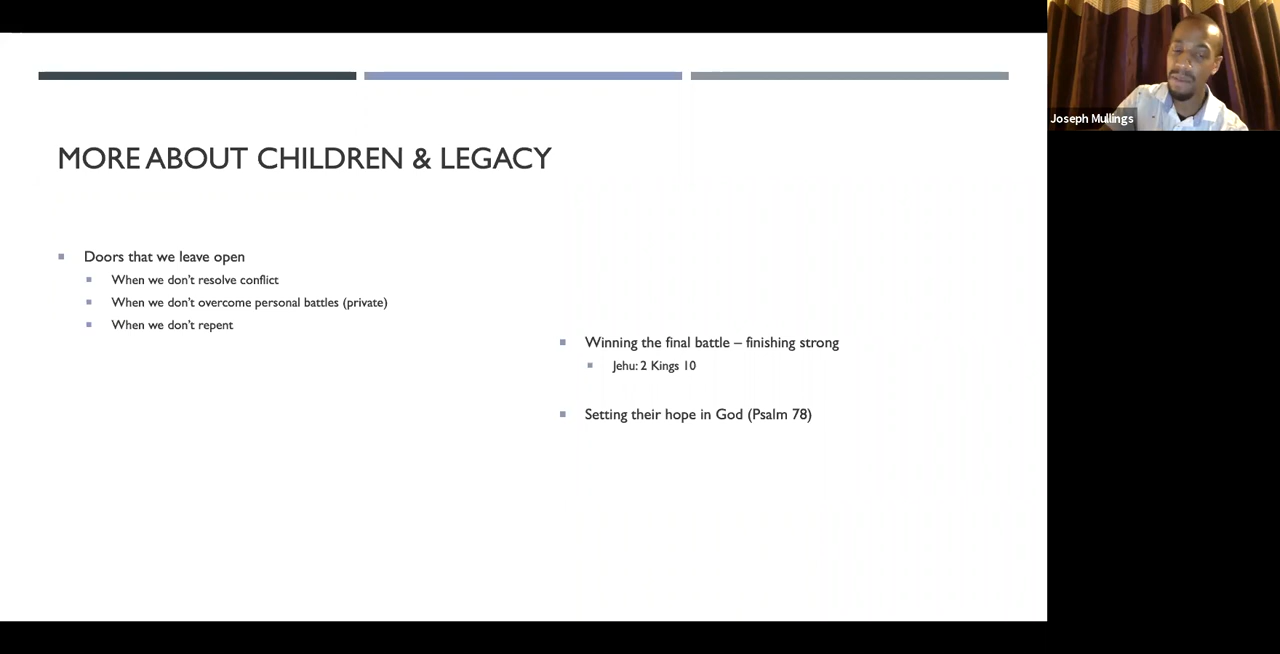 MORE ABOUT CHILDREN & LEGACY
Doors that we leave open
When we don't resolve conflict
When we don't overcome personal battles (private)
When we don't repent
Winning the final battle – finishing strong
Jehu: 2 Kings 10
Setting their hope in God (Psalm 78)
Joseph Mullings